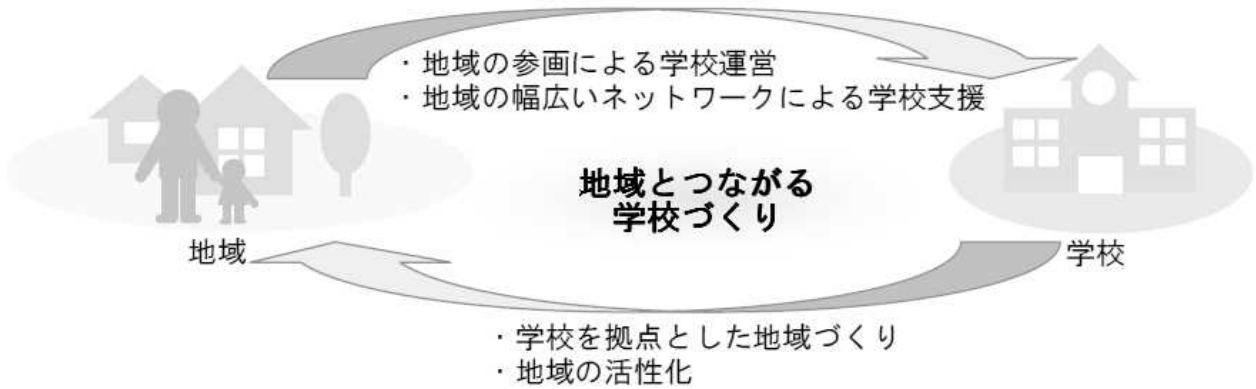 ・地域の参画による学校運営
・地域の幅広いネットワークによる学校支援
地域とつながる
学校づくり
地域
学校
・学校を拠点とした地域づくり
・地域の活性化